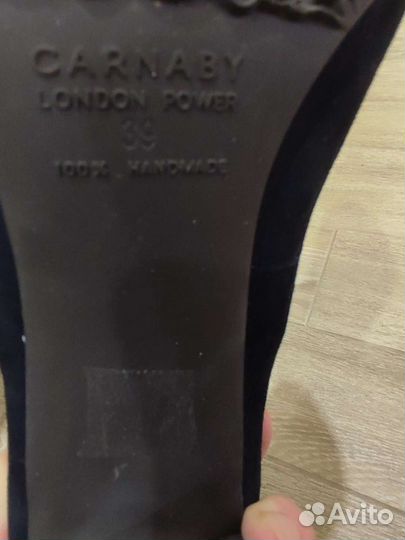 CARNABY
LONDON POWER
39
100% HANDMADE
Avito